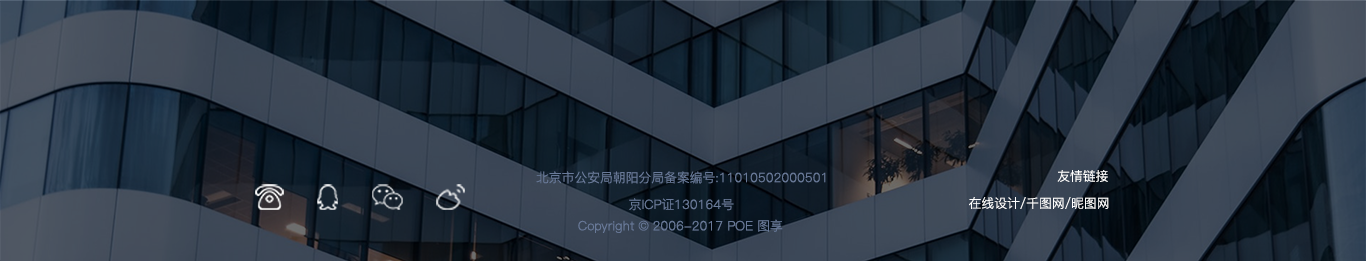 北京市公安局朝阳分局备案编号:11010502000501
京ICP证130164号
Copyright © 2006-2017 POE 图享
友情链接
在线设计/千图网/昵图网